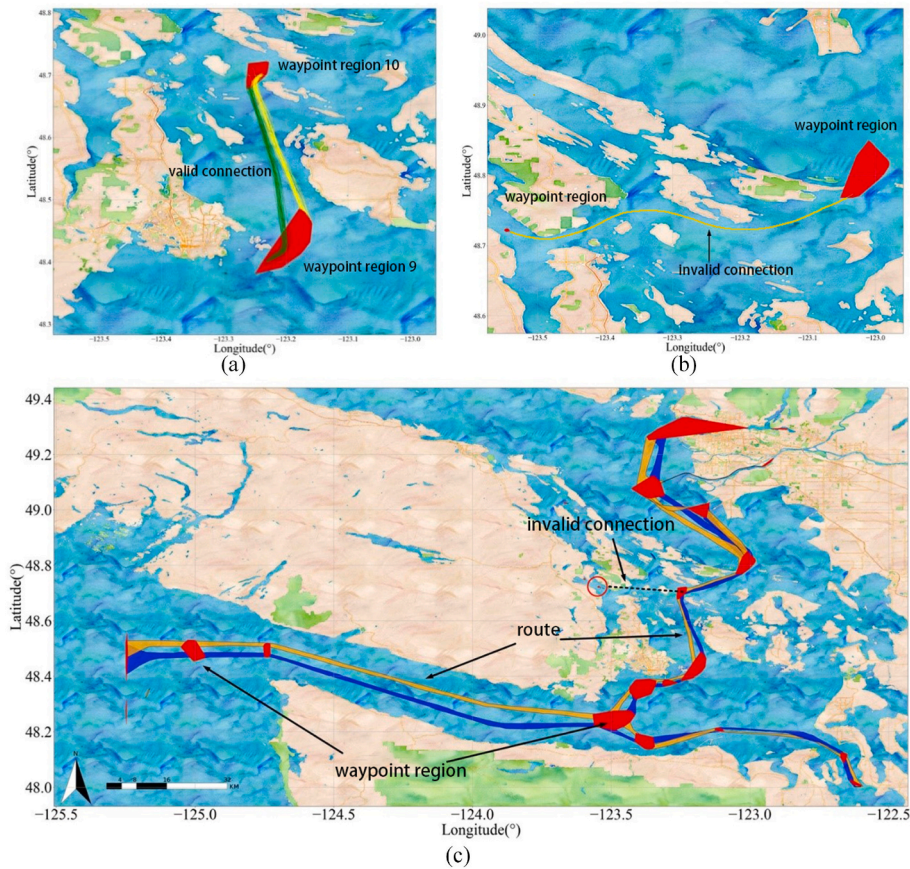 48.7
48.6
48.5
48.4
48.3
Latitude(°)
waypoint region 10
valid connection
waypoint region 9
−123.5
−123.4
−123.3
−123.2
−123.1
−123.0
Longitude(°)
(a)
49.0
48.9
48.8
48.7
48.6
Latitude(°)
waypoint region
waypoint region
invalid connection
−123.5
−123.4
−123.3
−123.2
−123.1
−123.0
Longitude(°)
(b)
49.4
49.2
49.0
48.8
48.6
48.4
48.2
48.0
Latitude(°)
invalid connection
route
waypoint region
N
4
8
16
32
KM
−125.5
−125.0
−124.5
−124.0
−123.5
−123.0
−122.5
Longitude(°)
(c)